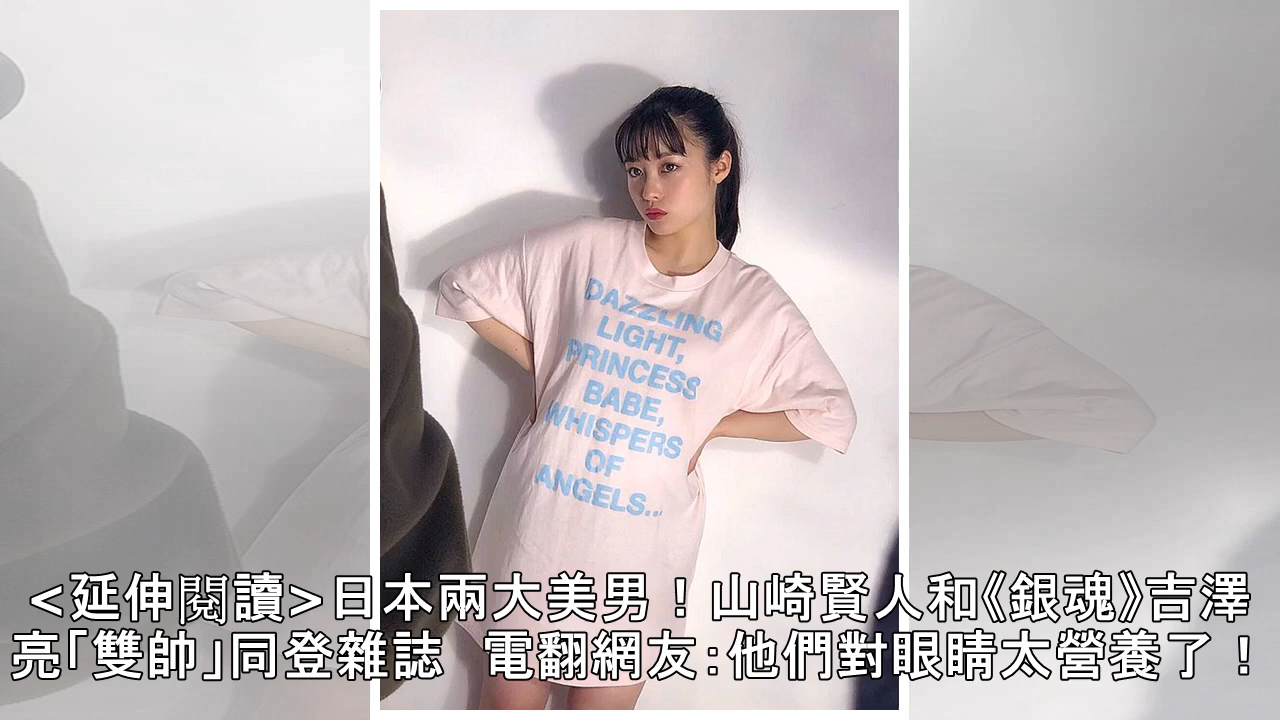 DAZZLING
LIGHT,
PRINCESS
BABE,
WHISPERS
OF
ANGELS...
<延伸閱讀>日本兩大美男！山崎賢人和《銀魂》吉澤
亮「雙帥」同登雜誌 電翻網友:他們對眼睛太營養了！